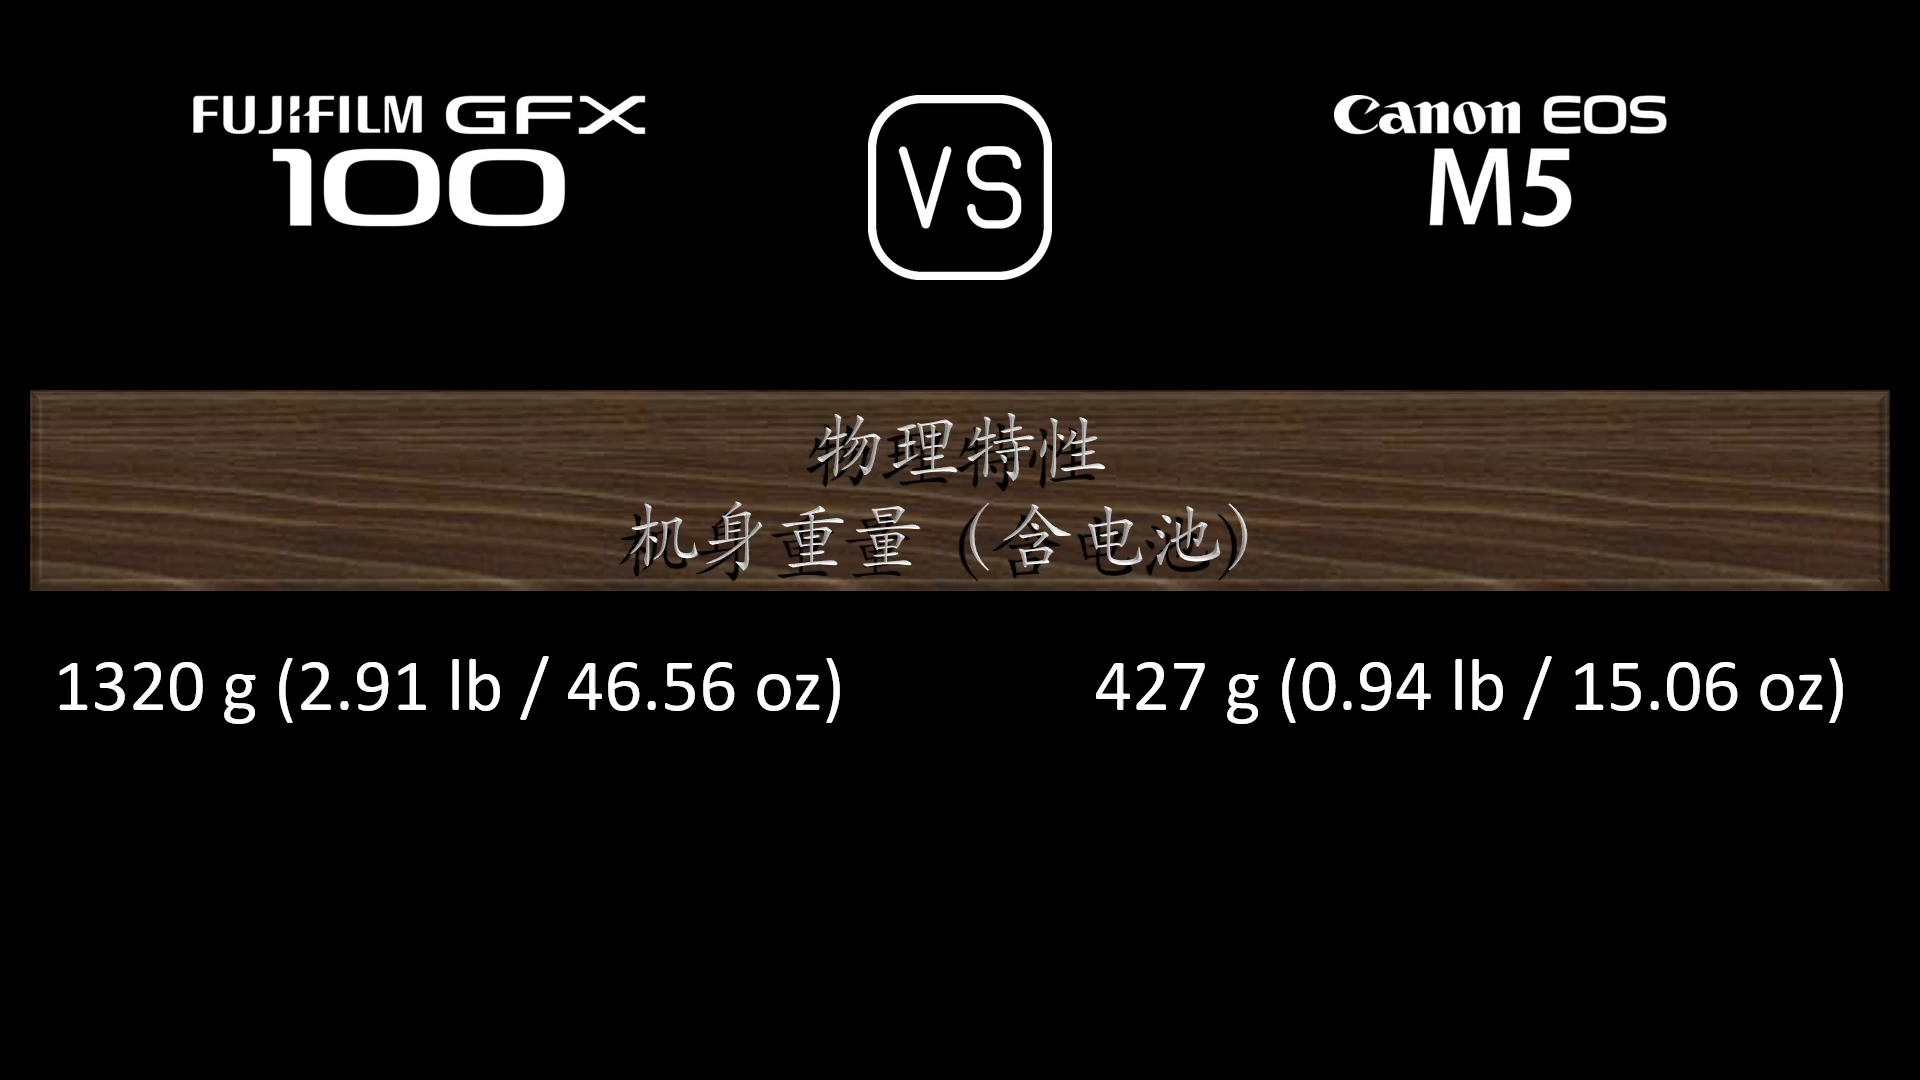 FUJIFILM GFX
100
VS
Canon EOS
M5
物理特性
机身重量（含电池）
1320 g (2.91 lb / 46.56 oz)
427 g (0.94 lb / 15.06 oz)